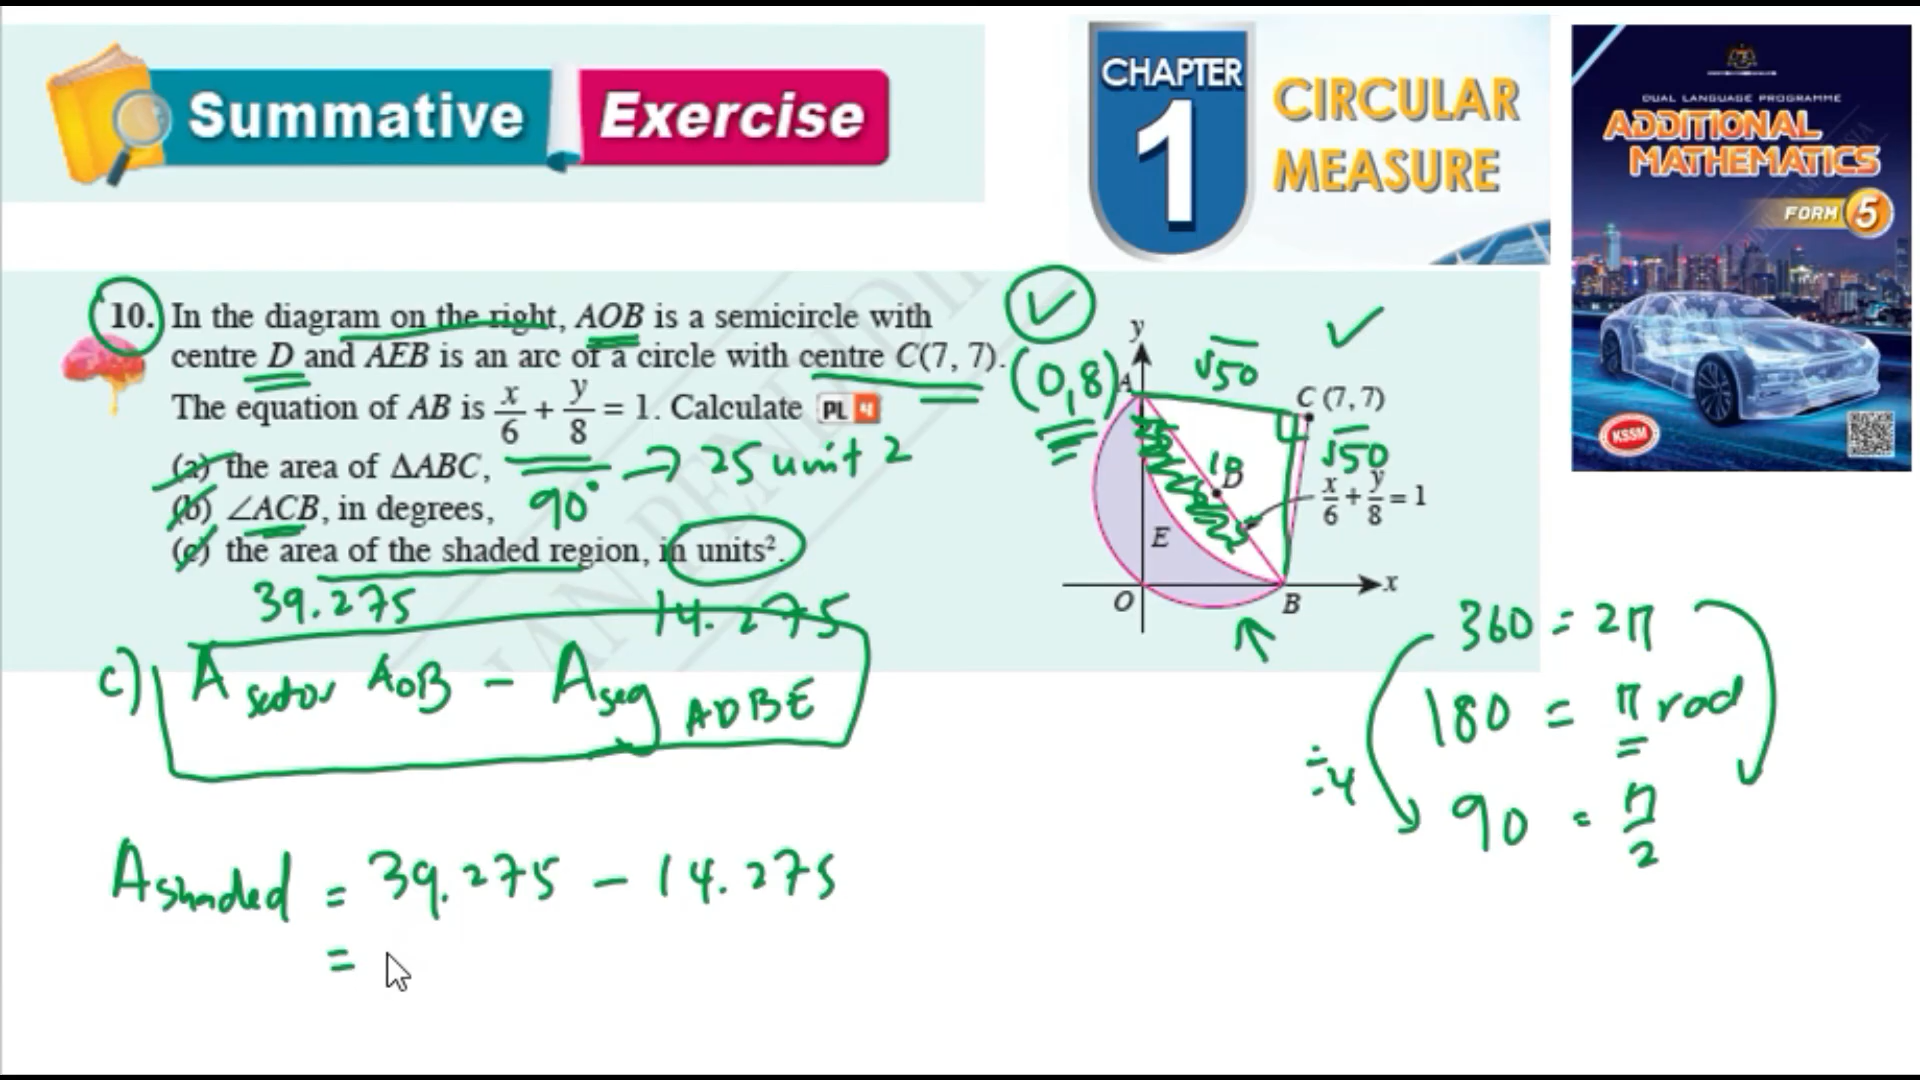 Summative Exercise
CHAPTER
1
CIRCULAR
MEASURE
DUAL LANGUAGE PROGRAMME
ADDITIONAL
MATHEMATICS
FORM 5
KSSM
10. In the diagram on the right, AOB is a semicircle with
centre D and AEB is an arc of a circle with centre C(7, 7).
The equation of AB is x/6 + y/8 = 1. Calculate PL 4
(a) the area of ΔABC, → 25 unit 2
(b) ∠ACB, in degrees, 90°
(c) the area of the shaded region, in units².
y
(0,8) A
√50
C (7, 7)
√50
10
D
x/6 + y/8 = 1
E
O
B
x
39.275
14.275
c) A sector AOB - A seg ADBE
A shaded = 39.275 - 14.275
=
360 = 2π
180 = π rad
÷4
90 = π/2